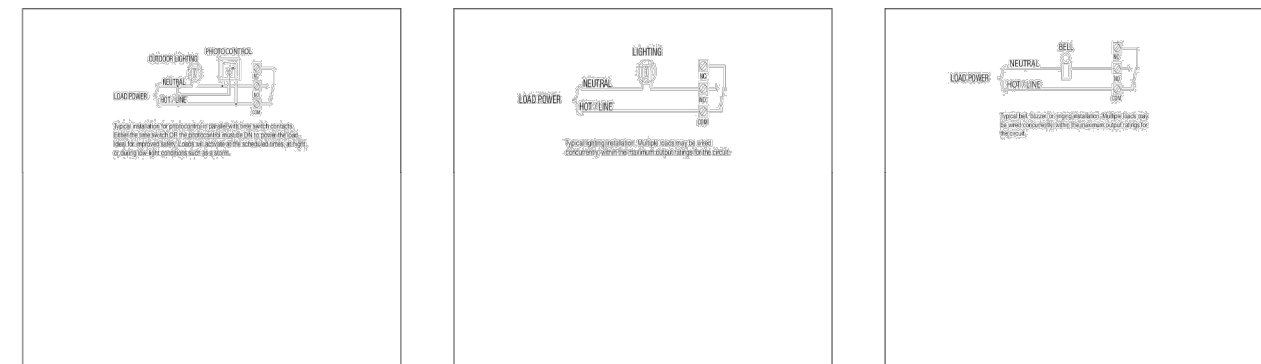 PHOTOCONTROL
OUTDOOR LIGHTING
NC
NEUTRAL
NO
LOAD POWER
HOT / LINE
COM
Typical installation for photocontrol in parallel with time switch contacts.
Either the time switch OR the photocontrol must be ON to power the load.
Ideal for improved safety. Loads will activate at the scheduled times, at night,
or during low light conditions such as a storm.
LIGHTING
NC
NEUTRAL
LOAD POWER
NO
HOT / LINE
COM
Typical lighting installation. Multiple loads may be wired
concurrently, within the maximum output ratings for the circuit.
BELL
NC
NEUTRAL
LOAD POWER
NO
HOT / LINE
COM
Typical bell, buzzer, or ringing installation. Multiple loads may
be wired concurrently, within the maximum output ratings for
the circuit.